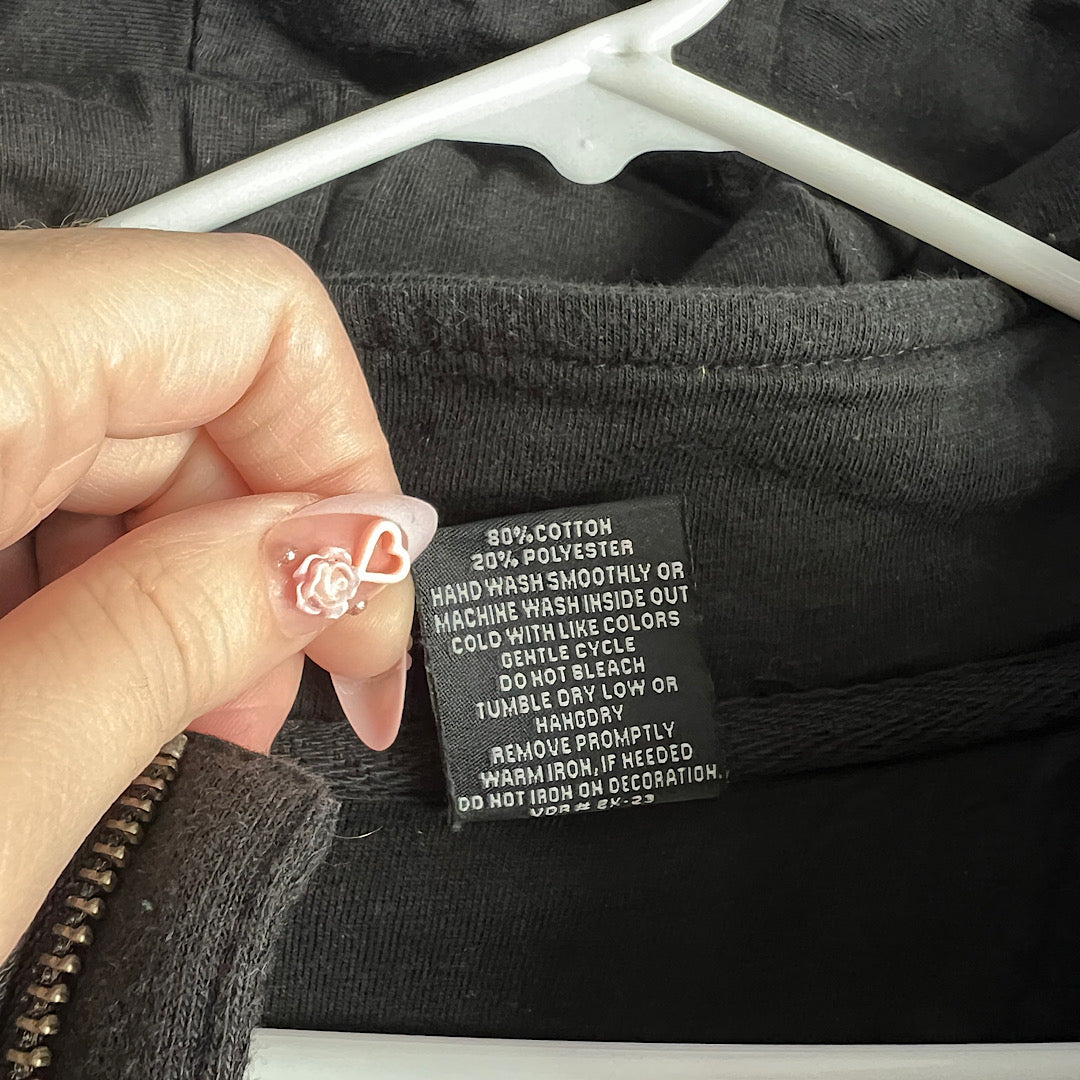 80% COTTON
20% POLYESTER
HAND WASH SMOOTHLY OR
MACHINE WASH INSIDE OUT
COLD WITH LIKE COLORS
GENTLE CYCLE
DO NOT BLEACH
TUMBLE DRY LOW OR
HANGDRY
REMOVE PROMPTLY
WARM IRON, IF NEEDED
DO NOT IRON ON DECORATION.